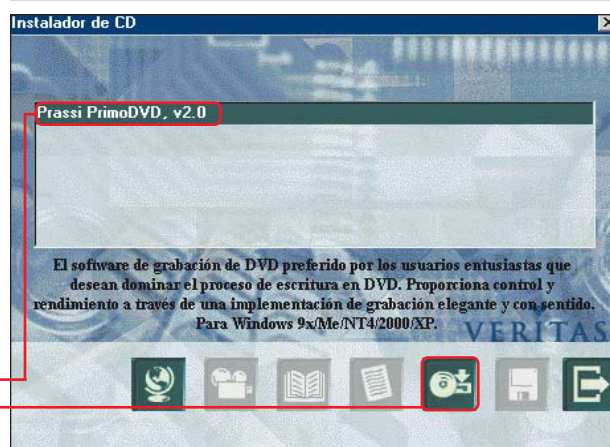 Instalador de CD
Prassi PrimoDVD, v2.0
El software de grabación de DVD preferido por los usuarios entusiastas que
desean dominar el proceso de escritura en DVD. Proporciona control y
rendimiento a través de una implementación de grabación elegante y con sentido.
Para Windows 9x/Me/NT4/2000/XP.
VERITAS